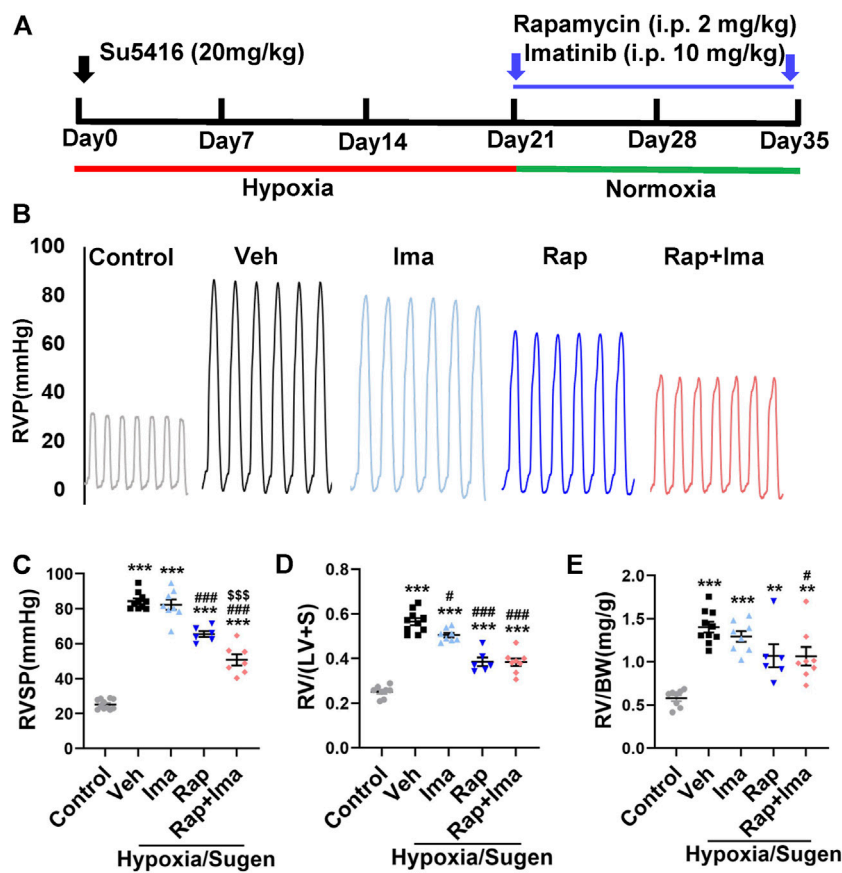 A
Su5416 (20mg/kg)
Rapamycin (i.p. 2 mg/kg)
Imatinib (i.p. 10 mg/kg)
Day0 Day7 Day14 Day21 Day28 Day35
Hypoxia Normoxia
B
RVP(mmHg)
100
80
60
40
20
0
Control Veh Ima Rap Rap+Ima
C
RVSP(mmHg)
100
80
60
40
20
0
*** *** ### *** $$$ ### ***
Control Veh Ima Rap Rap+Ima
Hypoxia/Sugen
D
RV/(LV+S)
0.8
0.6
0.4
0.2
0.0
*** # *** ### *** ### ***
Control Veh Ima Rap Rap+Ima
Hypoxia/Sugen
E
RV/BW(mg/g)
2.0
1.5
1.0
0.5
0.0
*** *** ** # **
Control Veh Ima Rap Rap+Ima
Hypoxia/Sugen